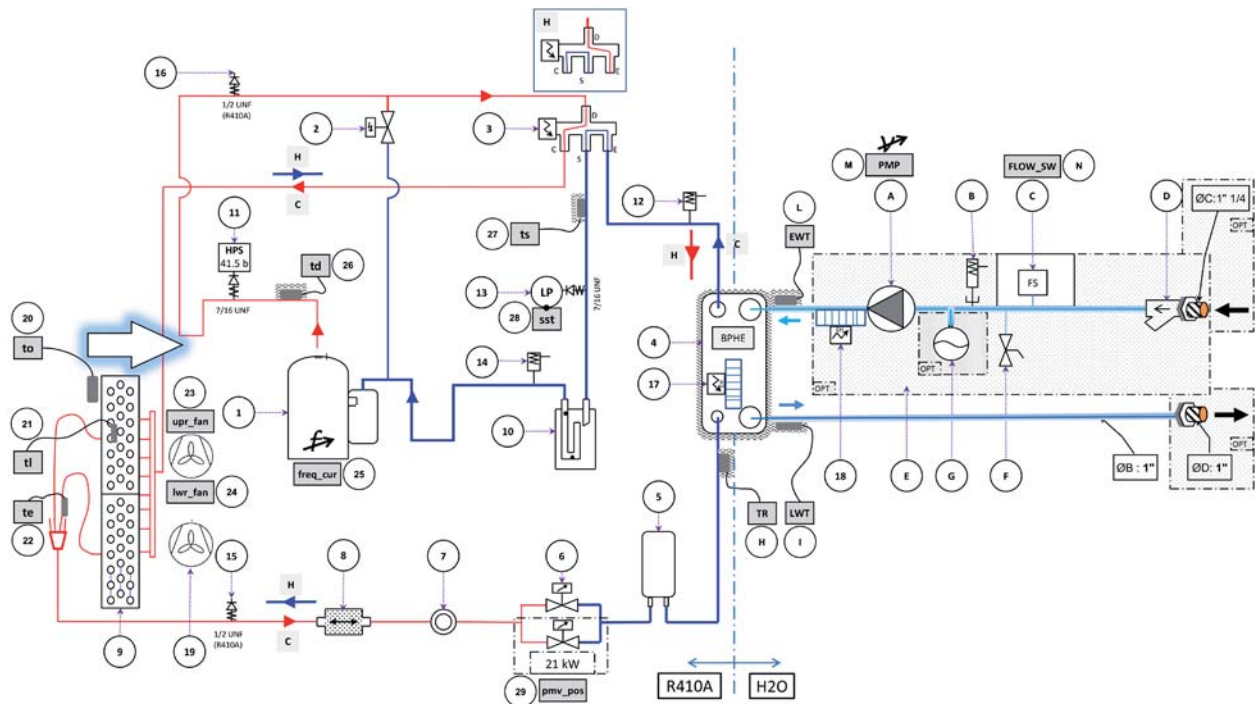 H
D
C
E
S
16
1/2 UNF
(R410A)
2
3
D
C
S
E
H
C
M
PMP
FLOW_SW
N
A
B
C
D
ØC:1" 1/4
OPT
L
EWT
FS
11
HPS
41.5 b
7/16 UNF
td
26
27
ts
12
H
C
13
LP
28
sst
7/16 UNF
20
to
4
BPHE
14
17
OPT
OPT
23
upr_fan
21
tl
1
10
freq_cur
25
lwr_fan
24
te
22
18
E
G
F
ØB : 1"
ØD: 1"
OPT
TR
LWT
H
I
5
15
8
7
6
H
C
1/2 UNF
(R410A)
9
19
21 kW
29
pmv_pos
R410A
H2O